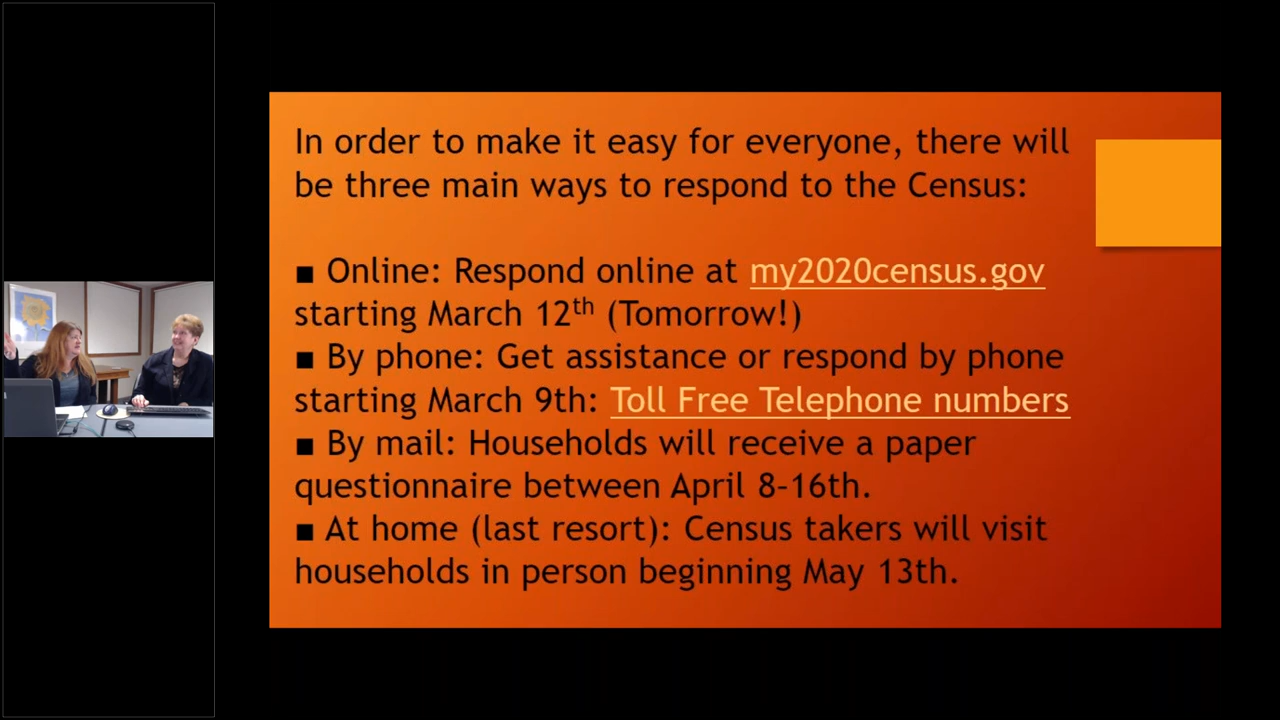 In order to make it easy for everyone, there will
be three main ways to respond to the Census:
■ Online: Respond online at my2020census.gov
starting March 12th (Tomorrow!)
■ By phone: Get assistance or respond by phone
starting March 9th: Toll Free Telephone numbers
■ By mail: Households will receive a paper
questionnaire between April 8-16th.
■ At home (last resort): Census takers will visit
households in person beginning May 13th.